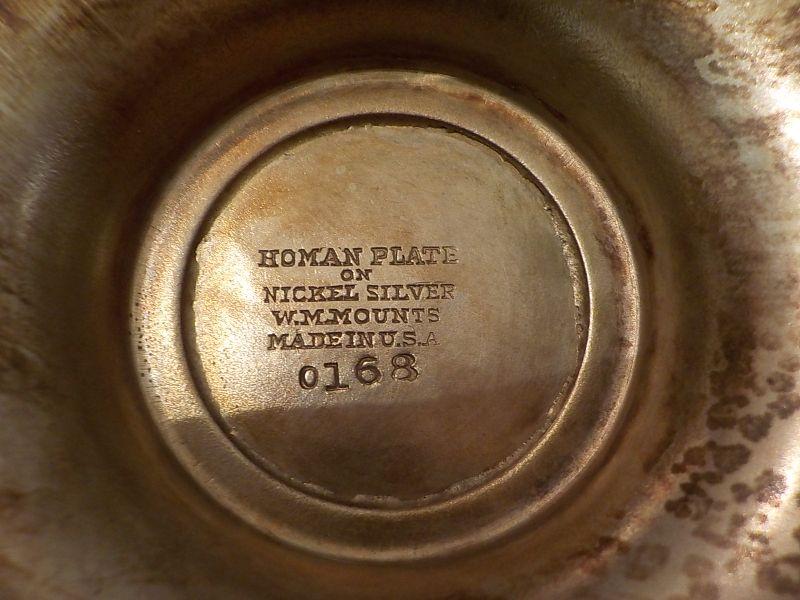 HOMAN PLATE
ON
NICKEL SILVER
W.M.MOUNTS
MADE IN U.S.A
0168